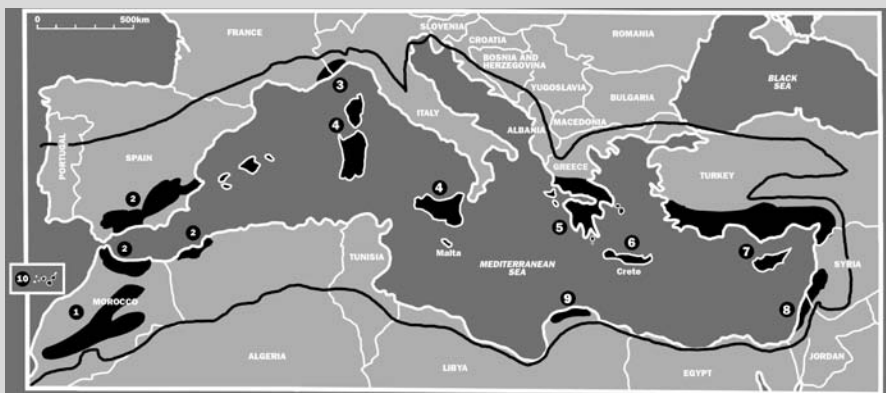 0 500km
FRANCE
SLOVENIA
CROATIA
ROMANIA
BOSNIA AND
HERZEGOVINA
YUGOSLAVIA
BLACK
SEA
3
ITALY
BULGARIA
MACEDONIA
4
ALBANIA
PORTUGAL
SPAIN
GREECE
TURKEY
2
4
5
2
2
6
7
Malta
MEDITERRANEAN
SEA
Crete
TUNISIA
SYRIA
10
MOROCCO
1
9
8
ALGERIA
LIBYA
EGYPT
JORDAN